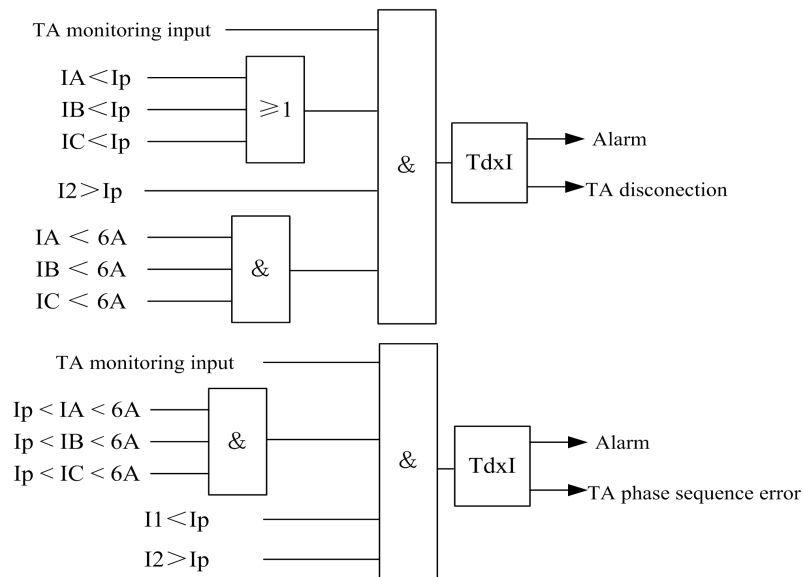 TA monitoring input
IA<Ip
IB<Ip
IC<Ip
≥1
I2>Ip
IA < 6A
IB < 6A
IC < 6A
&
&
TdxI
Alarm
TA disconection
TA monitoring input
Ip < IA < 6A
Ip < IB < 6A
Ip < IC < 6A
&
I1<Ip
I2>Ip
&
TdxI
Alarm
TA phase sequence error